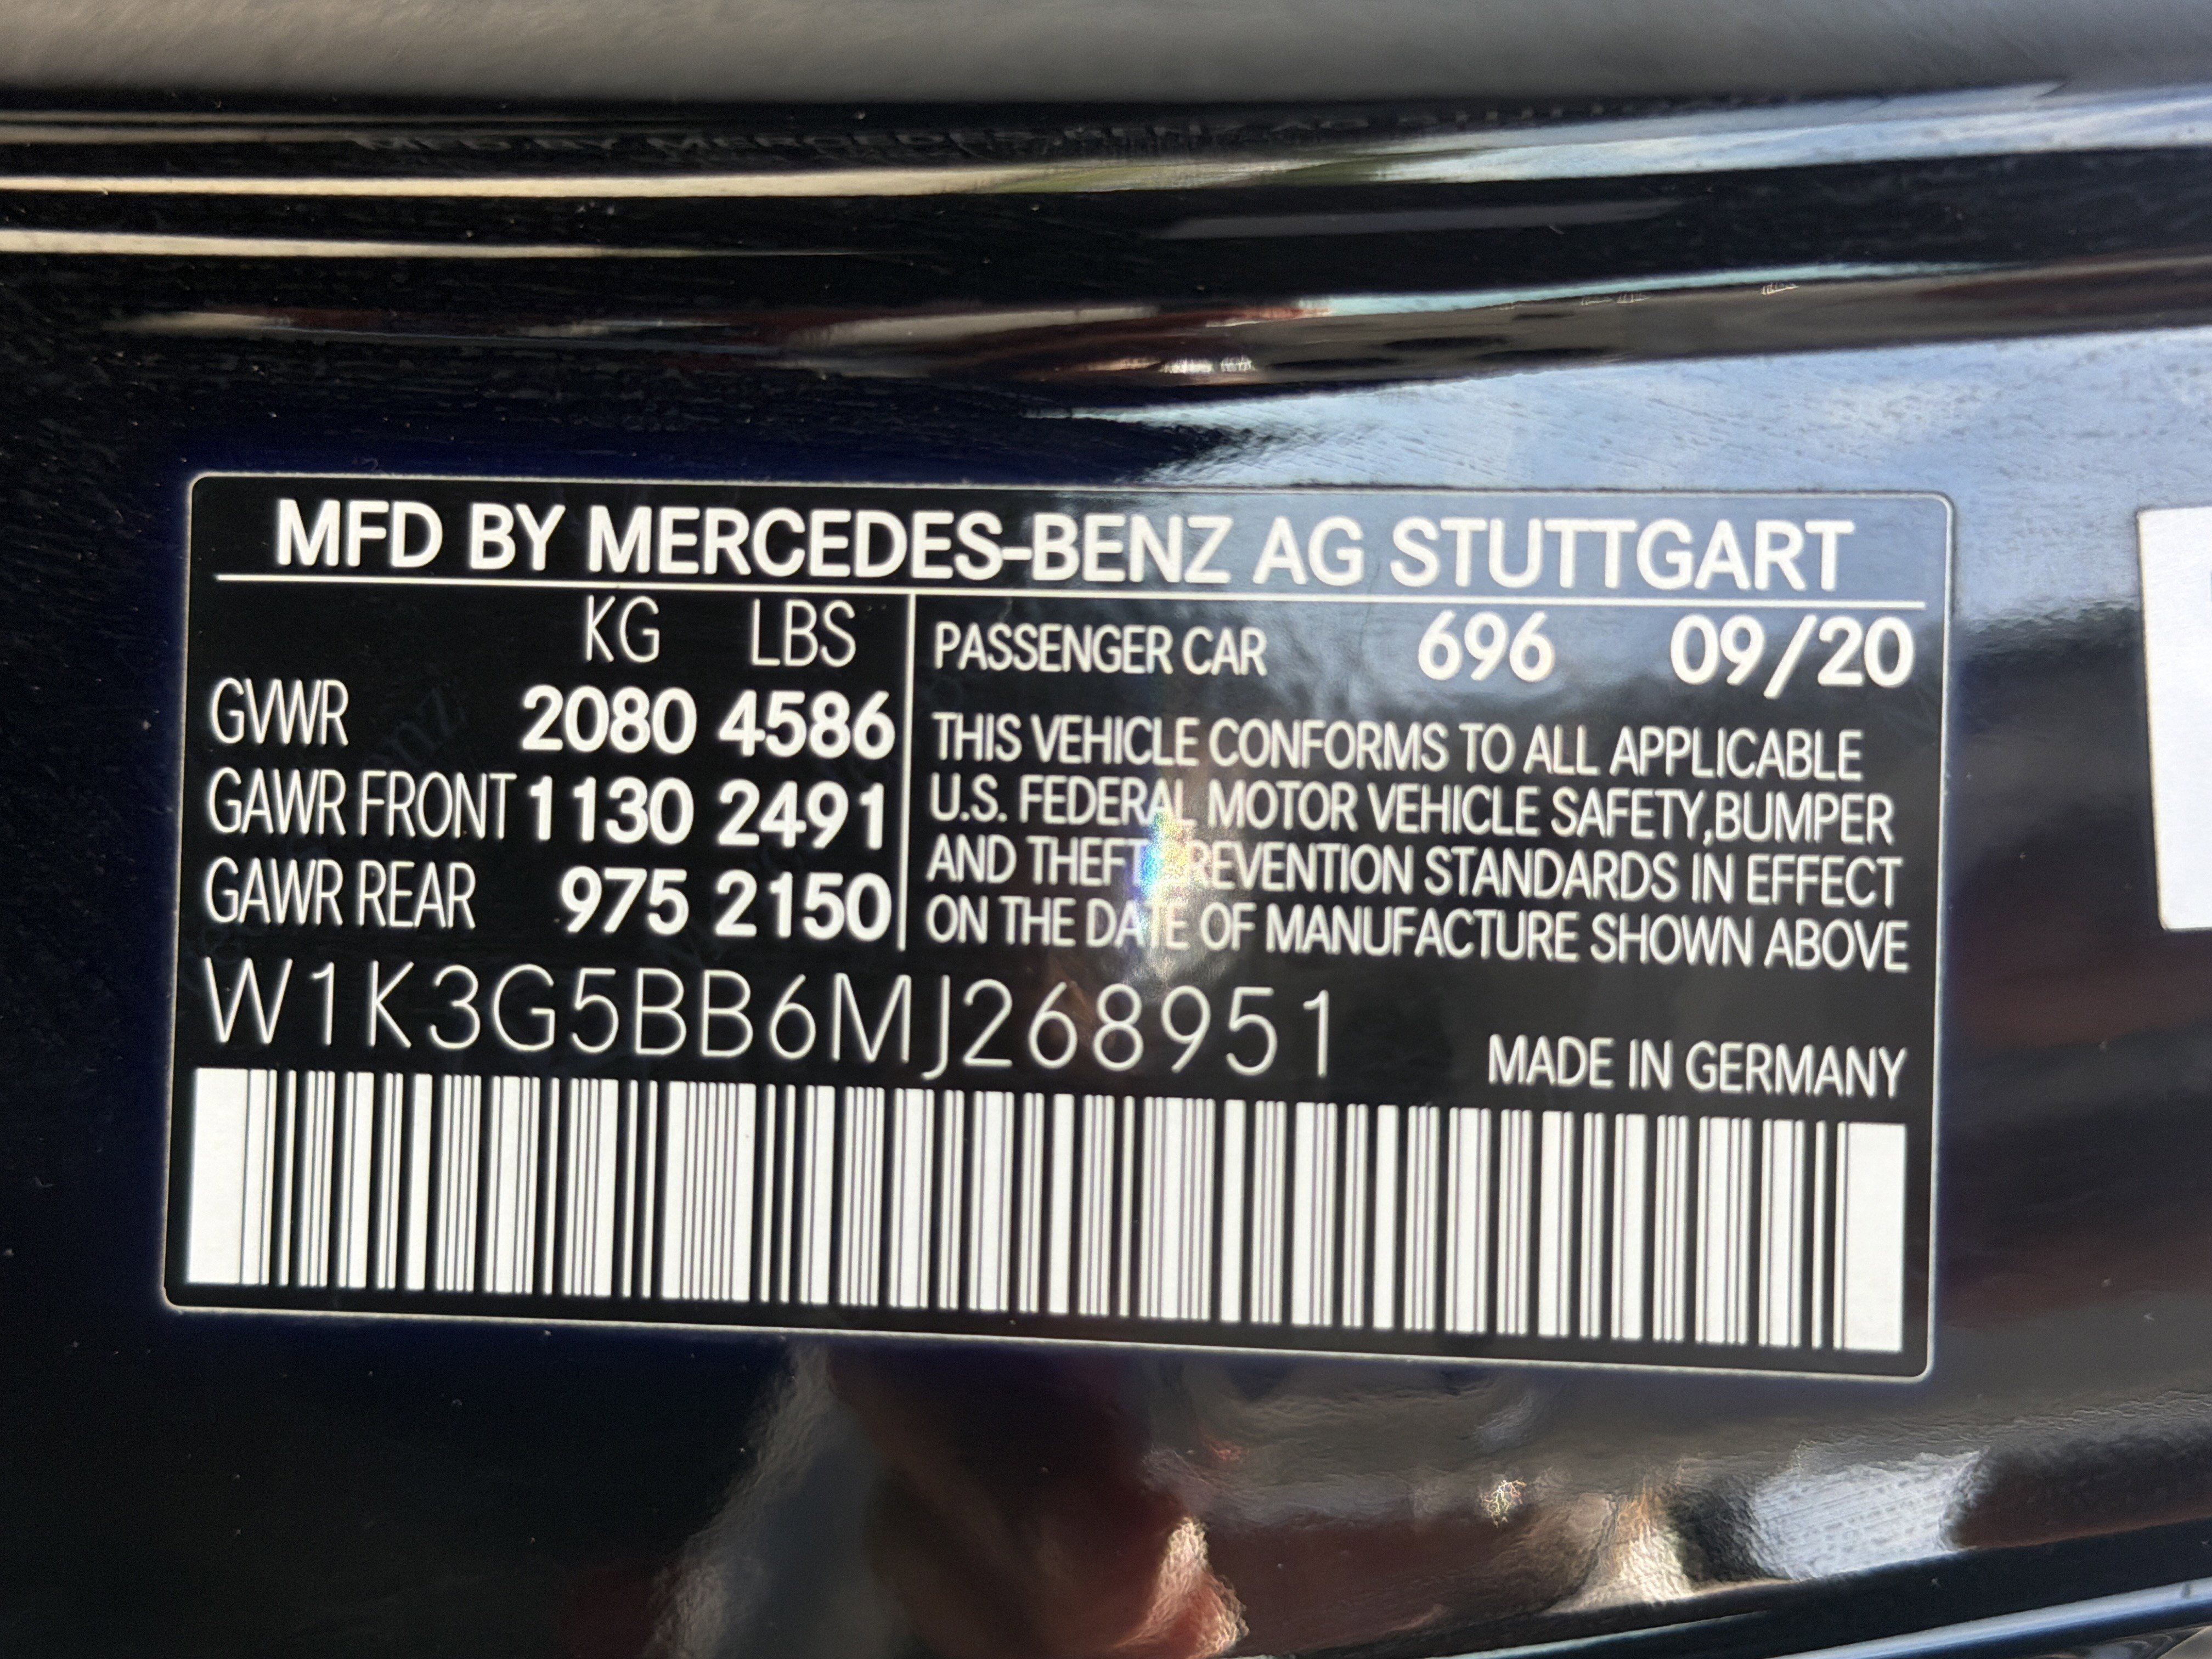 MFD BY MERCEDES-BENZ AG STUTTGART
KG LBS
GVWR 2080 4586
GAWR FRONT 1130 2491
GAWR REAR 975 2150
PASSENGER CAR 696 09/20
THIS VEHICLE CONFORMS TO ALL APPLICABLE
U.S. FEDERAL MOTOR VEHICLE SAFETY,BUMPER
AND THEFT PREVENTION STANDARDS IN EFFECT
ON THE DATE OF MANUFACTURE SHOWN ABOVE
W1K3G5BB6MJ268951
MADE IN GERMANY